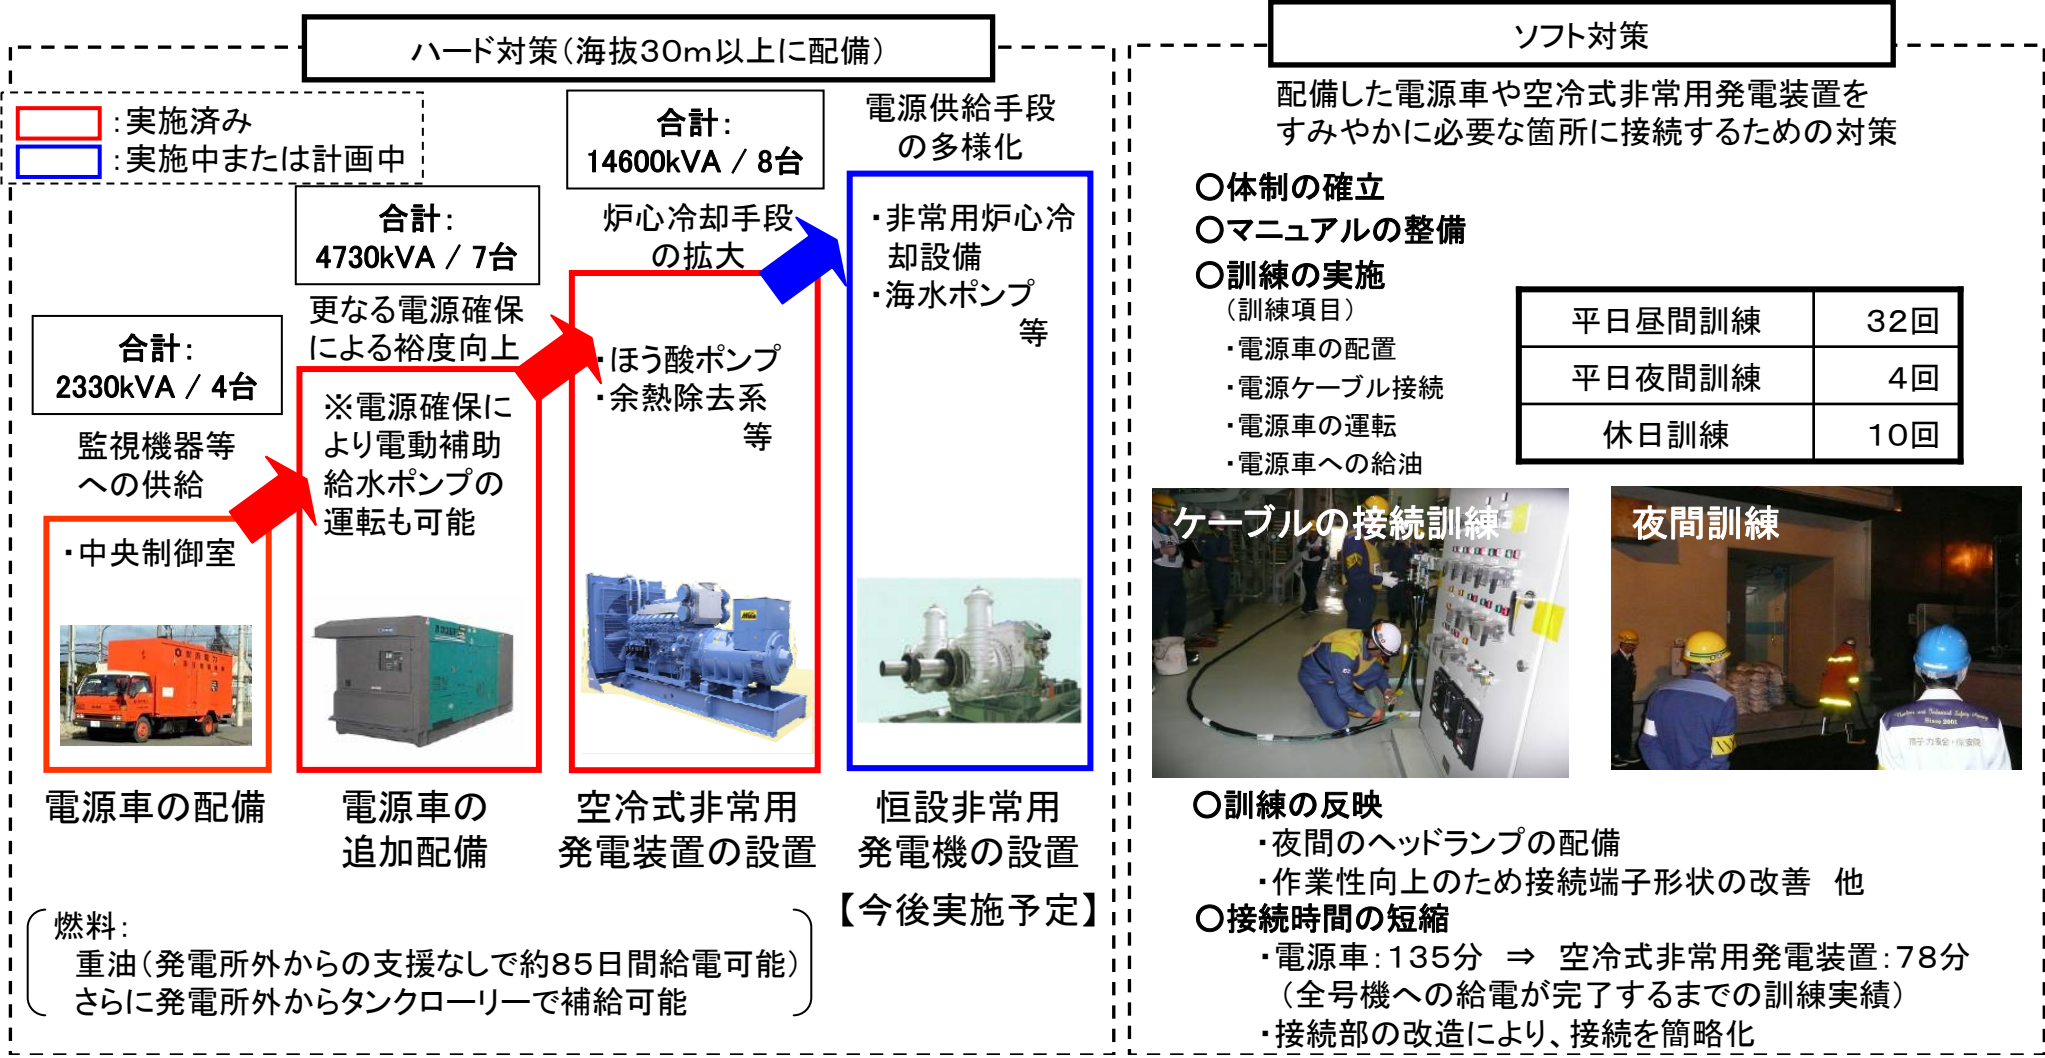 ハード対策(海抜30m以上に配備)
:実施済み
:実施中または計画中
合計:
2330kVA / 4台
監視機器等
への供給
・中央制御室
電源車の配備
合計:
4730kVA / 7台
更なる電源確保
による裕度向上
※電源確保に
より電動補助
給水ポンプの
運転も可能
電源車の
追加配備
合計:
14600kVA / 8台
炉心冷却手段
の拡大
・ほう酸ポンプ
・余熱除去系
等
空冷式非常用
発電装置の設置
電源供給手段
の多様化
・非常用炉心冷
却設備
・海水ポンプ
等
恒設非常用
発電機の設置
【今後実施予定】
燃料:
重油(発電所外からの支援なしで約85日間給電可能)
さらに発電所外からタンクローリーで補給可能
ソフト対策
配備した電源車や空冷式非常用発電装置を
すみやかに必要な箇所に接続するための対策
○体制の確立
○マニュアルの整備
○訓練の実施
(訓練項目)
・電源車の配置
・電源ケーブル接続
・電源車の運転
・電源車への給油
平日昼間訓練 32回
平日夜間訓練 4回
休日訓練 10回
ケーブルの接続訓練
夜間訓練
Since 2001
○訓練の反映
・夜間のヘッドランプの配備
・作業性向上のため接続端子形状の改善 他
○接続時間の短縮
・電源車:135分 ⇒ 空冷式非常用発電装置:78分
(全号機への給電が完了するまでの訓練実績)
・接続部の改造により、接続を簡略化